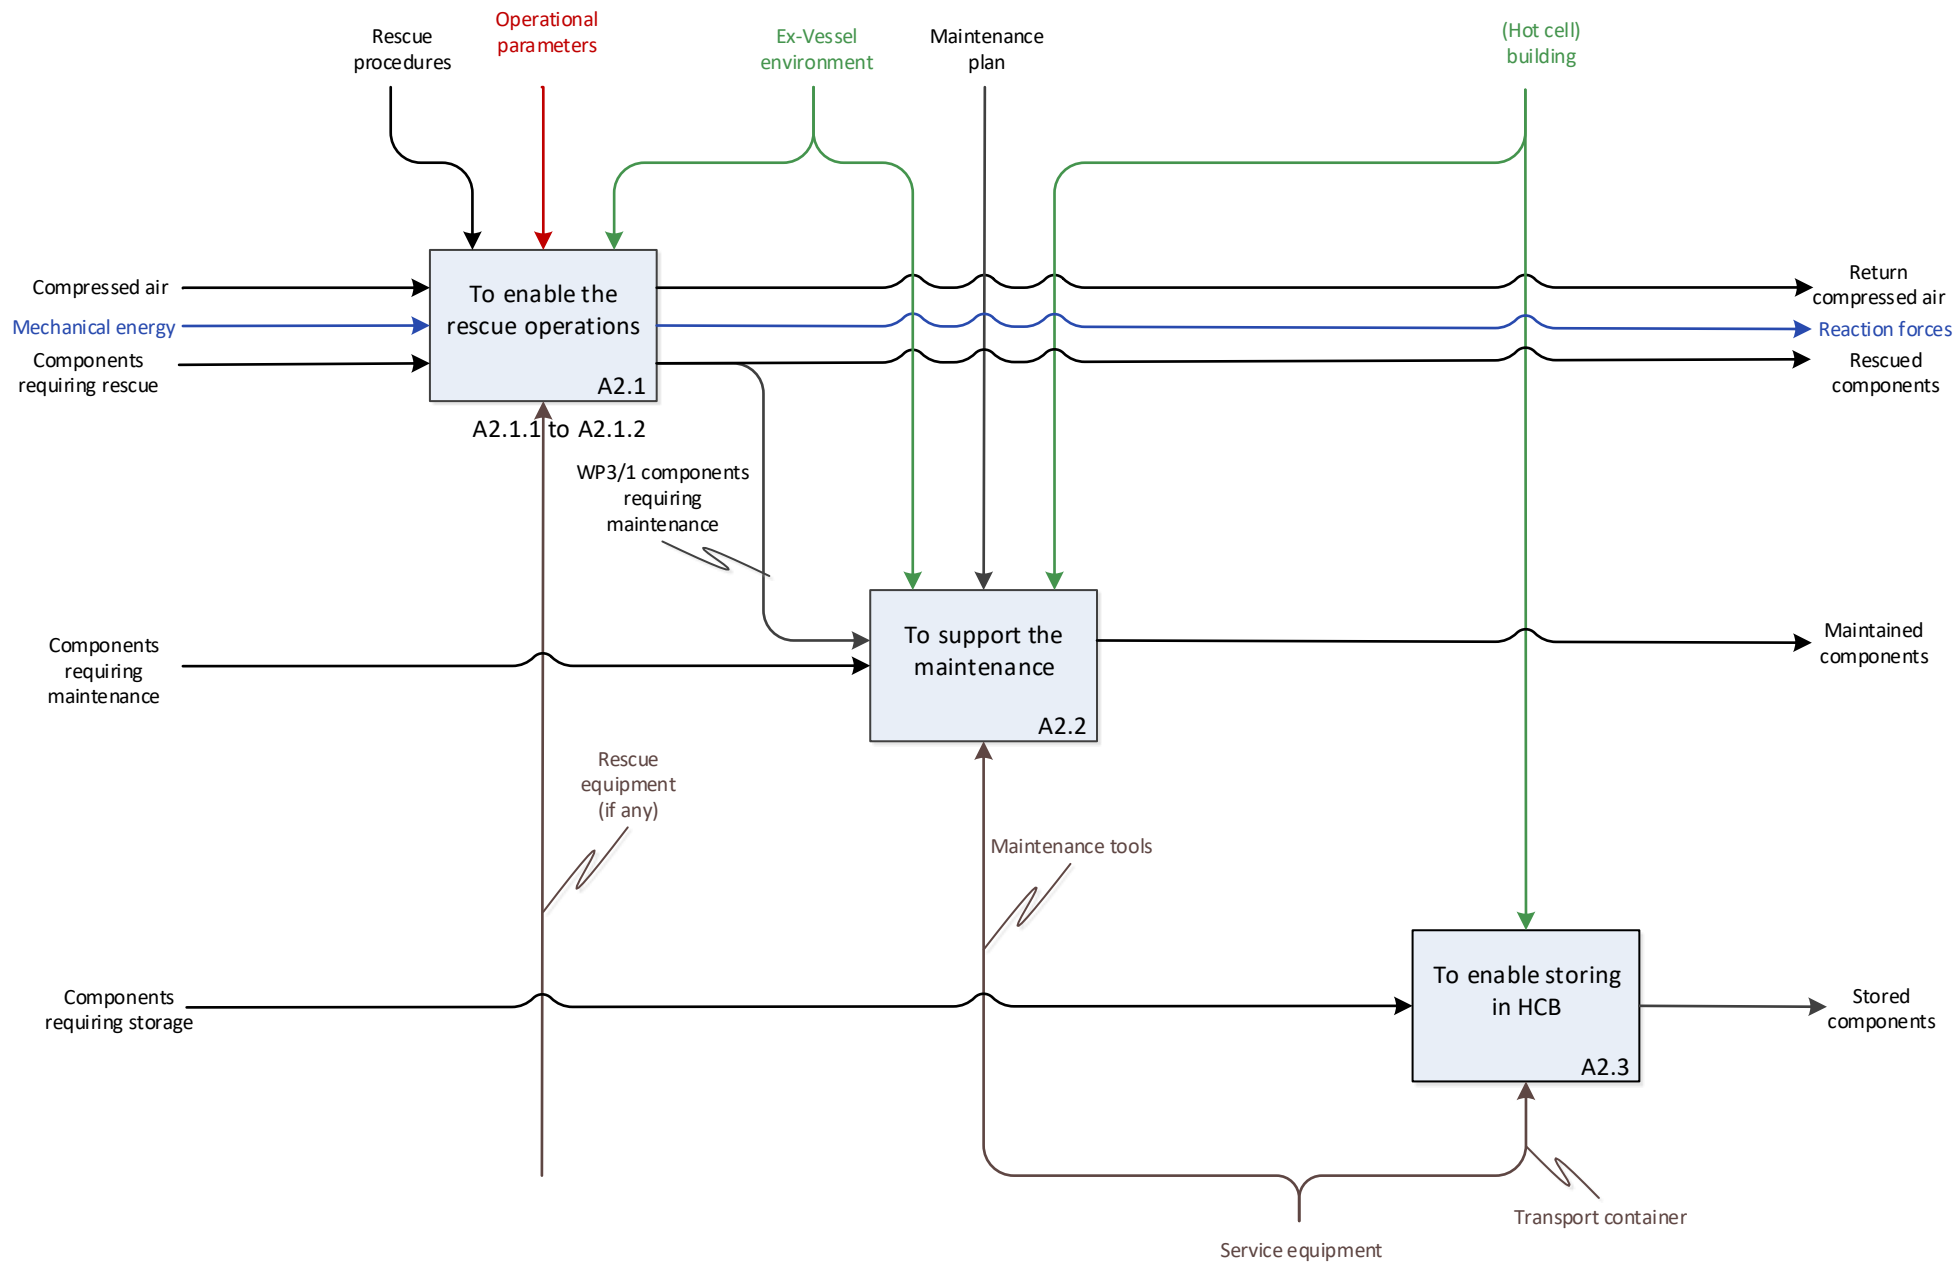 Rescue
procedures
Operational
parameters
Ex-Vessel
environment
Maintenance
plan
(Hot cell)
building
Compressed air
Mechanical energy
Components
requiring rescue
To enable the
rescue operations
A2.1
A2.1.1 to A2.1.2
Return
compressed air
Reaction forces
Rescued
components
WP3/1 components
requiring
maintenance
Components
requiring
maintenance
To support the
maintenance
A2.2
Maintained
components
Rescue
equipment
(if any)
Maintenance tools
Components
requiring storage
To enable storing
in HCB
A2.3
Stored
components
Transport container
Service equipment